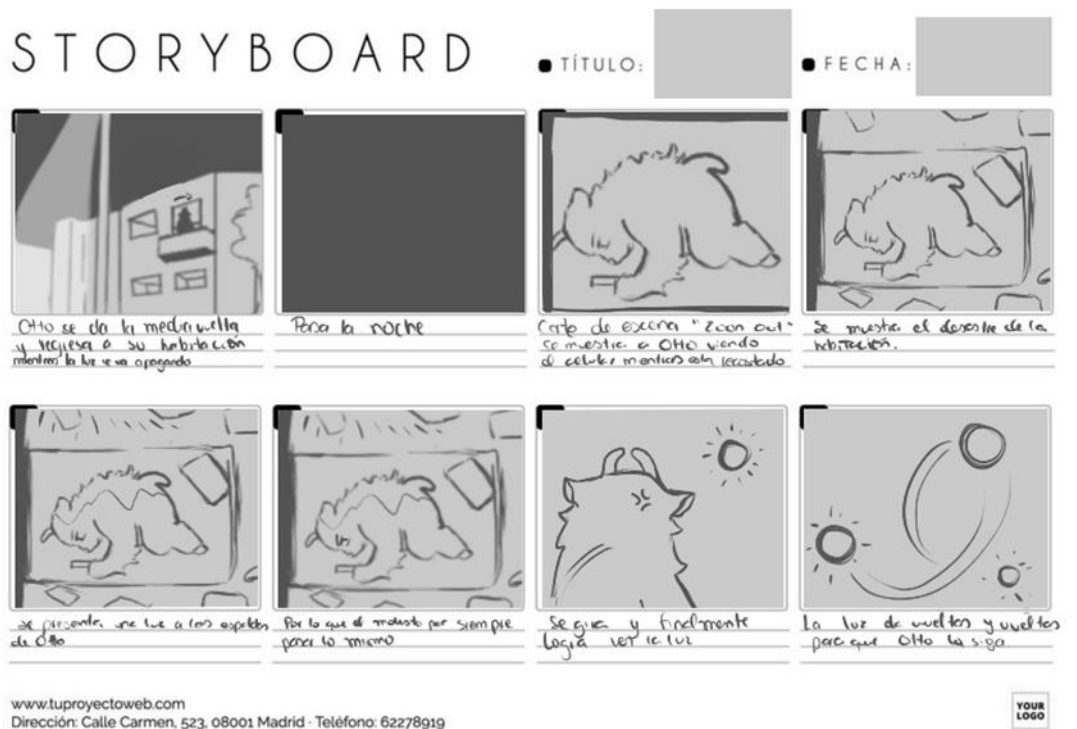 STORYBOARD
TÍTULO:
FECHA:
Otto se da la media vuelta
y regresa a su habitación
mientras la luz se va apagando
Pasa la noche
Corte de escena "Zoon out"
se muestra a Otto viendo
el celular mientras esta recostado
Se muestra el desastre de la
habitación.
se presenta una luz a las espaldas
de Otto
Por lo que el molesto por siempre
pasar lo mismo
Se gira y finalmente
logra ver la luz
La luz da vueltas y vueltas
para que Otto la siga.
www.tuproyectoweb.com
Dirección: Calle Carmen, 523, 08001 Madrid · Teléfono: 62278919
YOUR
LOGO